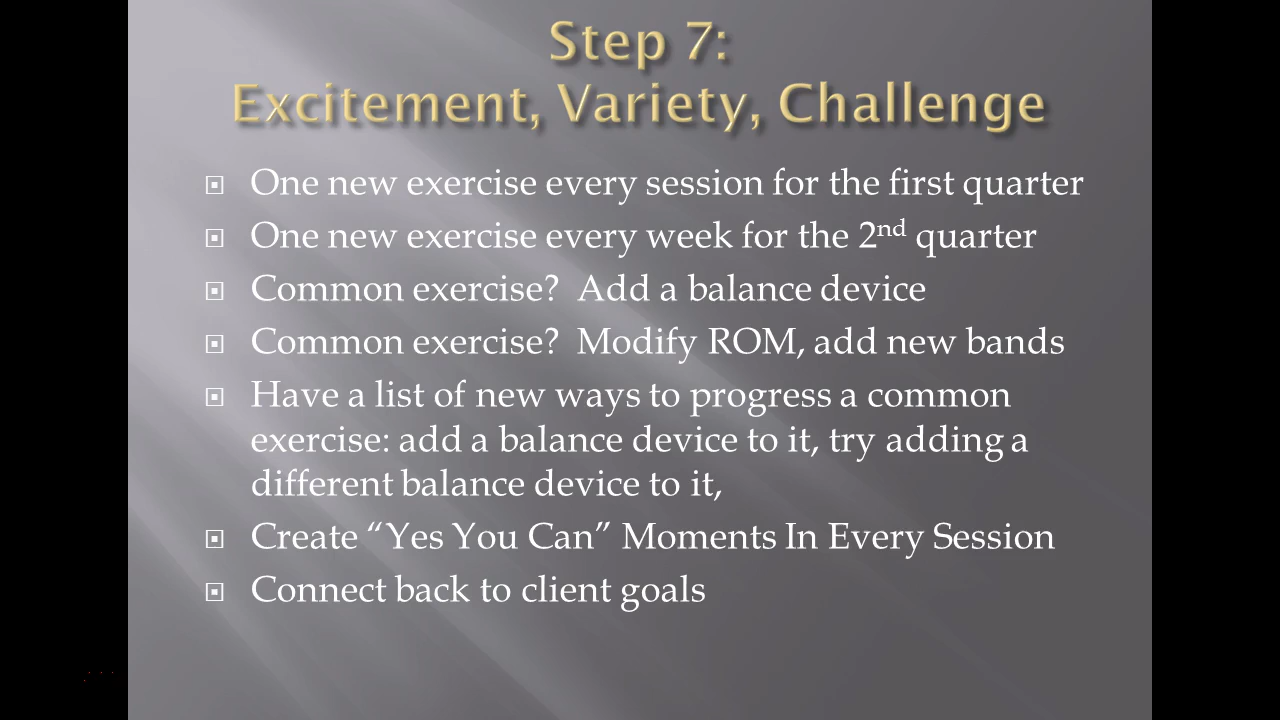 Step 7:
Excitement, Variety, Challenge
One new exercise every session for the first quarter
One new exercise every week for the 2nd quarter
Common exercise?  Add a balance device
Common exercise?  Modify ROM, add new bands
Have a list of new ways to progress a common
exercise: add a balance device to it, try adding a
different balance device to it,
Create “Yes You Can” Moments In Every Session
Connect back to client goals